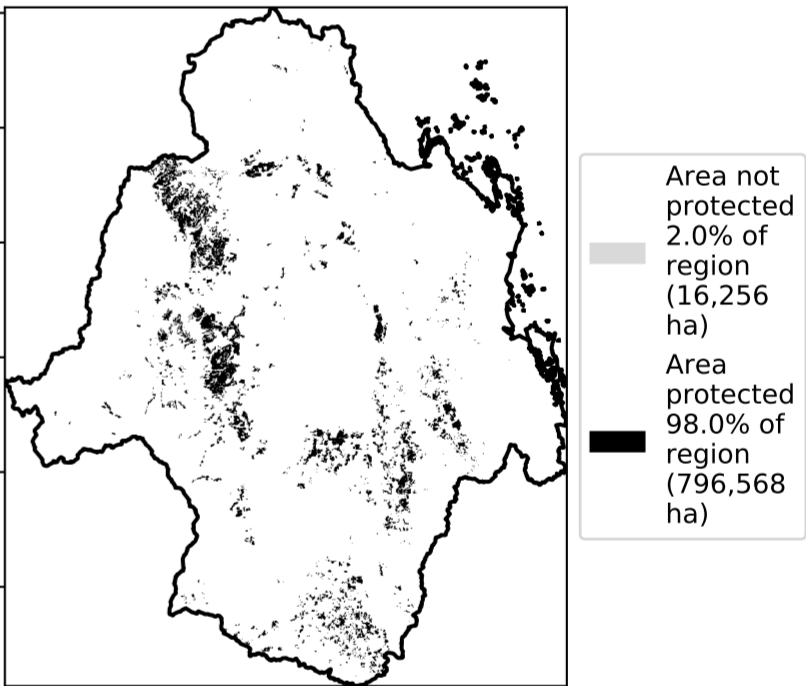 Area not
protected
2.0% of
region
(16,256
ha)
Area
protected
98.0% of
region
(796,568
ha)